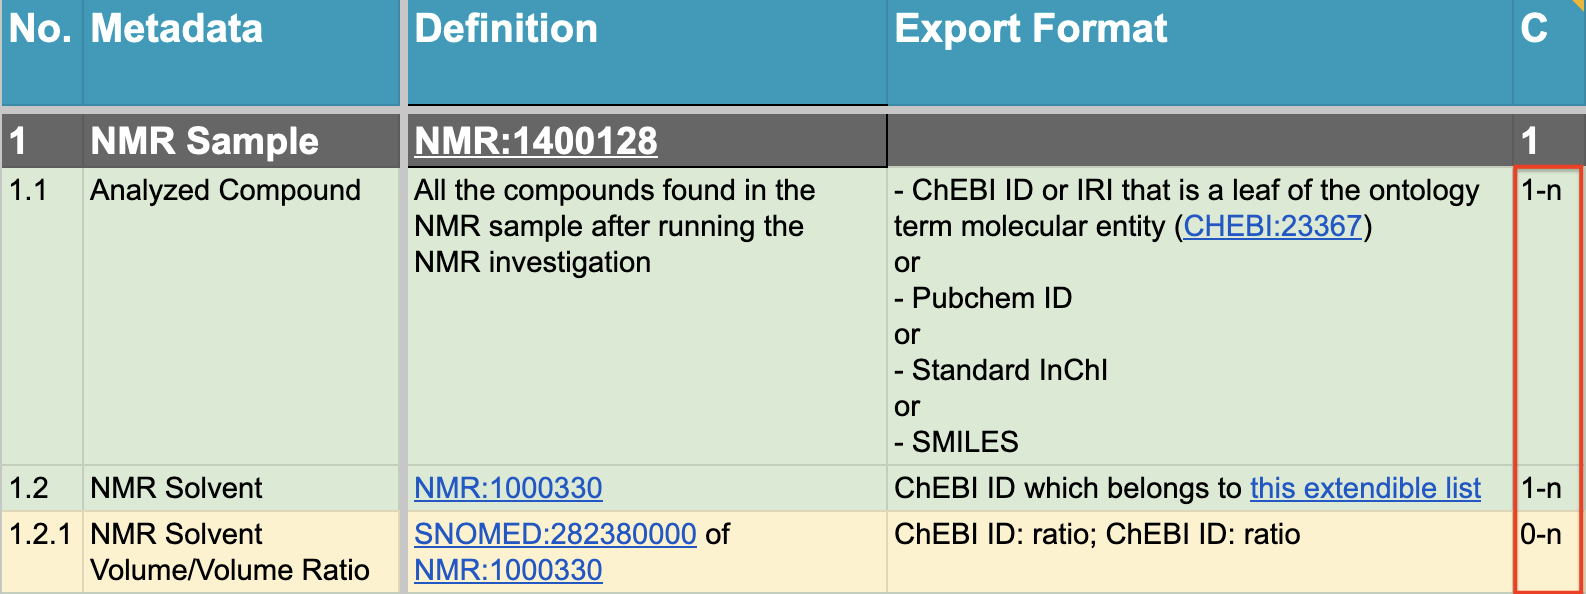 No. Metadata Definition Export Format C
1 NMR Sample NMR:1400128 1
1.1 Analyzed Compound All the compounds found in the - ChEBI ID or IRI that is a leaf of the ontology 1-n
NMR sample after running the term molecular entity (CHEBI:23367)
NMR investigation or
- Pubchem ID
or
- Standard InChI
or
- SMILES
1.2 NMR Solvent NMR:1000330 ChEBI ID which belongs to this extendible list 1-n
1.2.1 NMR Solvent SNOMED:282380000 of ChEBI ID: ratio; ChEBI ID: ratio 0-n
Volume/Volume Ratio NMR:1000330